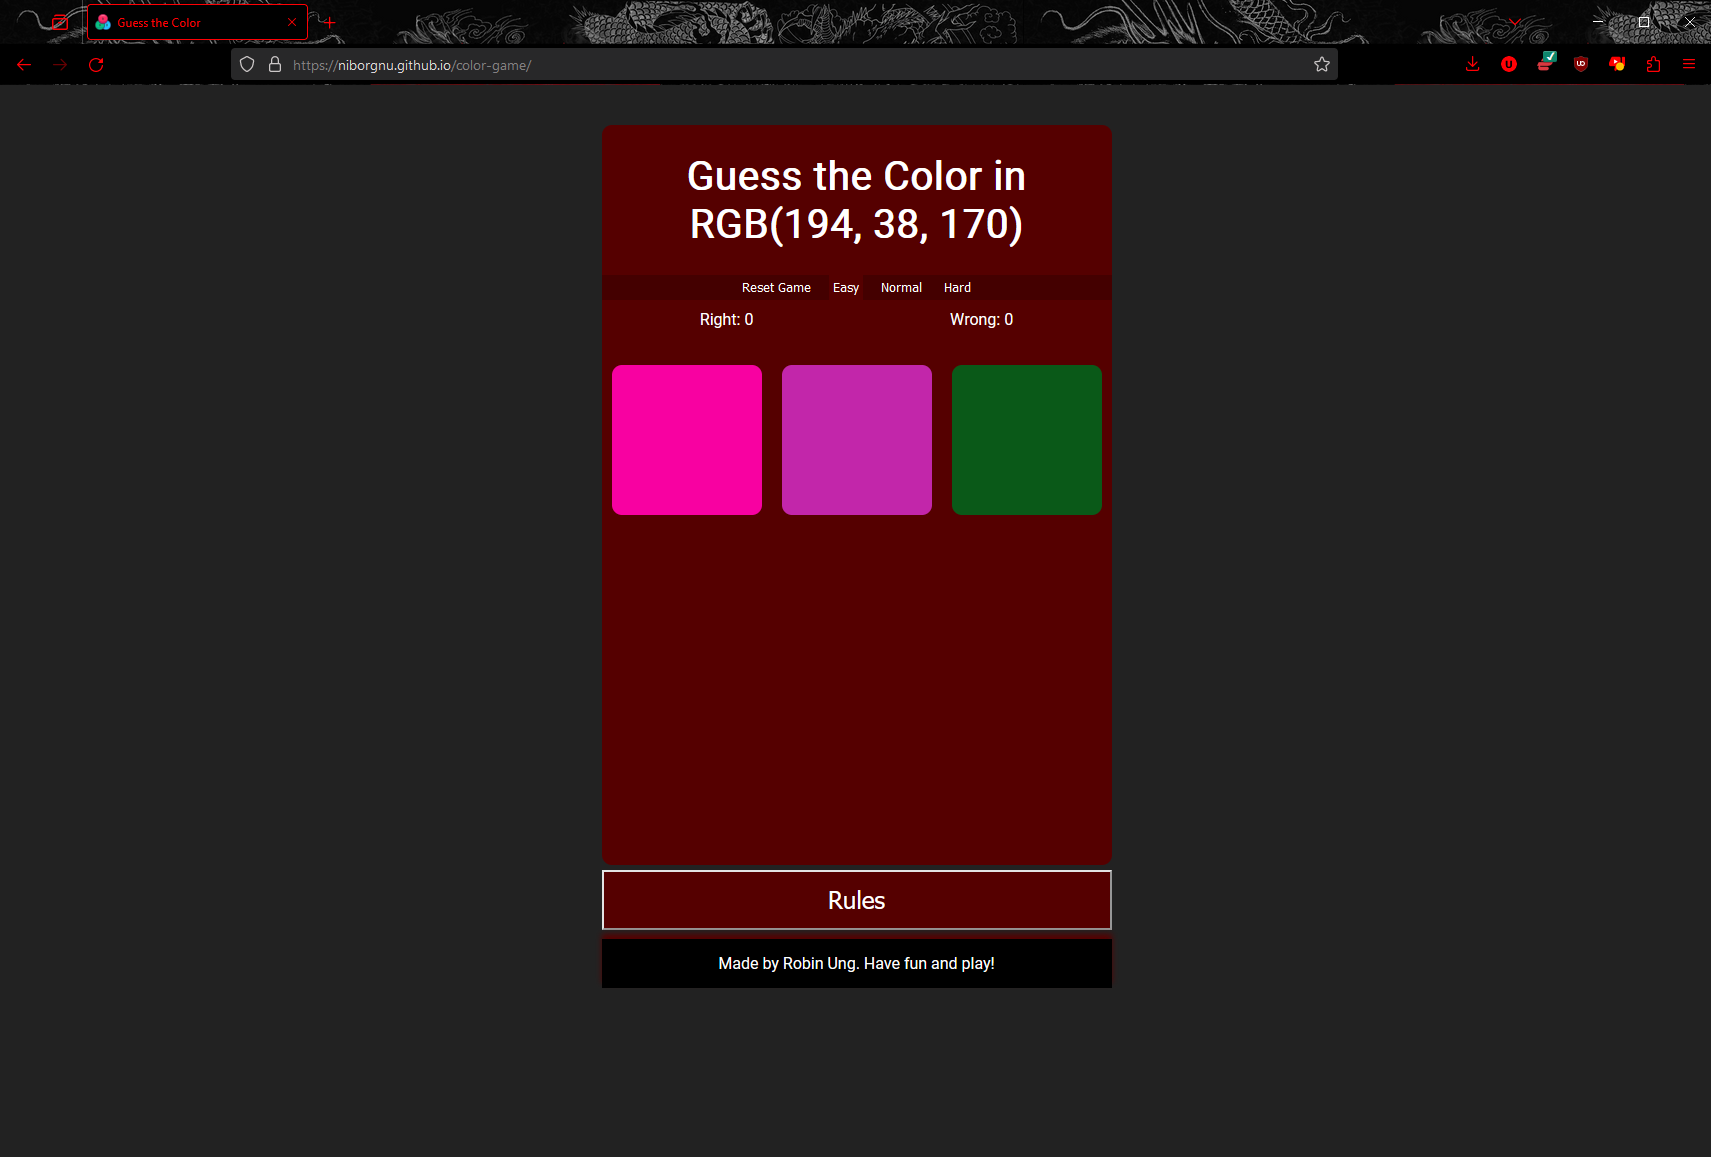 Guess the Color
https://niborgnu.github.io/color-game/
Guess the Color in
RGB(194, 38, 170)
Reset Game Easy Normal Hard
Right: 0 Wrong: 0
Rules
Made by Robin Ung. Have fun and play!